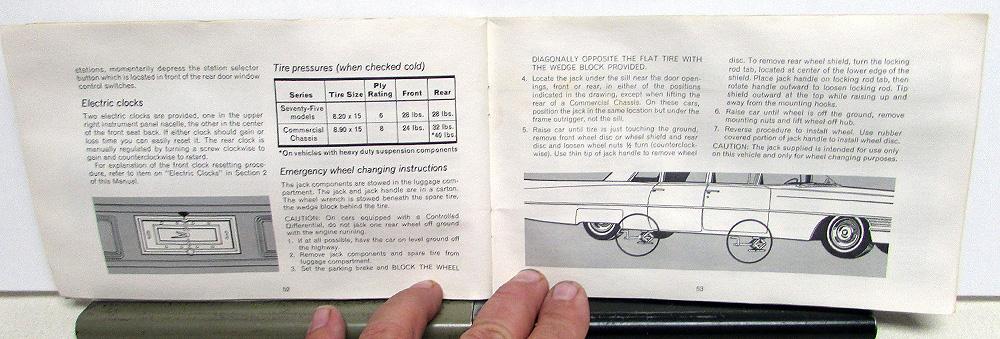 stations, momentarily depress the station selector
button which is located in front of the rear door window
control switches.
Electric clocks
Two electric clocks are provided, one in the upper
right instrument panel nacelle, the other in the center
of the front seat back. If either clock should gain or
lose time you can easily reset it. The rear clock is
manually regulated by turning a screw clockwise to
gain and counterclockwise to retard.
For explanation of the front clock resetting proce-
dure, refer to item on "Electric Clocks" in Section 2
of this Manual.
Tire pressures (when checked cold)
Series Tire Size Ply Rating Front Rear
Seventy-Five models 8.20 x 15 6 28 lbs. 28 lbs.
Commercial Chassis 8.90 x 15 8 24 lbs. 32 lbs. *40 lbs.
*On vehicles with heavy duty suspension components
Emergency wheel changing instructions
The jack components are stowed in the luggage com-
partment. The jack and jack handle are in a carton.
The wheel wrench is stowed beneath the spare tire,
the wedge block behind the tire.
CAUTION: On cars equipped with a Controlled
Differential, do not jack one rear wheel off ground
with the engine running.
1. If at all possible, have the car on level ground off
the highway.
2. Remove jack components and spare tire from
luggage compartment.
3. Set the parking brake and BLOCK THE WHEEL
52
DIAGONALLY OPPOSITE THE FLAT TIRE WITH
THE WEDGE BLOCK PROVIDED.
4. Locate the jack under the sill near the door open-
ings, front or rear, in either of the positions
indicated in the drawing, except when lifting the
rear of a Commercial Chassis. On these cars,
position the jack in the same location but under the
frame outrigger, not the sill.
5. Raise car until tire is just touching the ground,
remove front wheel disc or wheel shield and rear
disc and loosen wheel nuts ½ turn (counterclock-
wise). Use thin tip of jack handle to remove wheel
disc. To remove rear wheel shield, turn the locking
rod tab, located at center of the lower edge of the
shield. Place jack handle on locking rod tab, then
rotate handle outward to loosen locking rod. Tip
shield outward at the top while raising up and
away from the mounting hooks.
6. Raise car until wheel is off the ground, remove
mounting nuts and lift wheel off hub.
7. Reverse procedure to install wheel. Use rubber
covered portion of jack handle to install wheel disc.
CAUTION: The jack supplied is intended for use only
on this vehicle and only for wheel changing purposes.
53